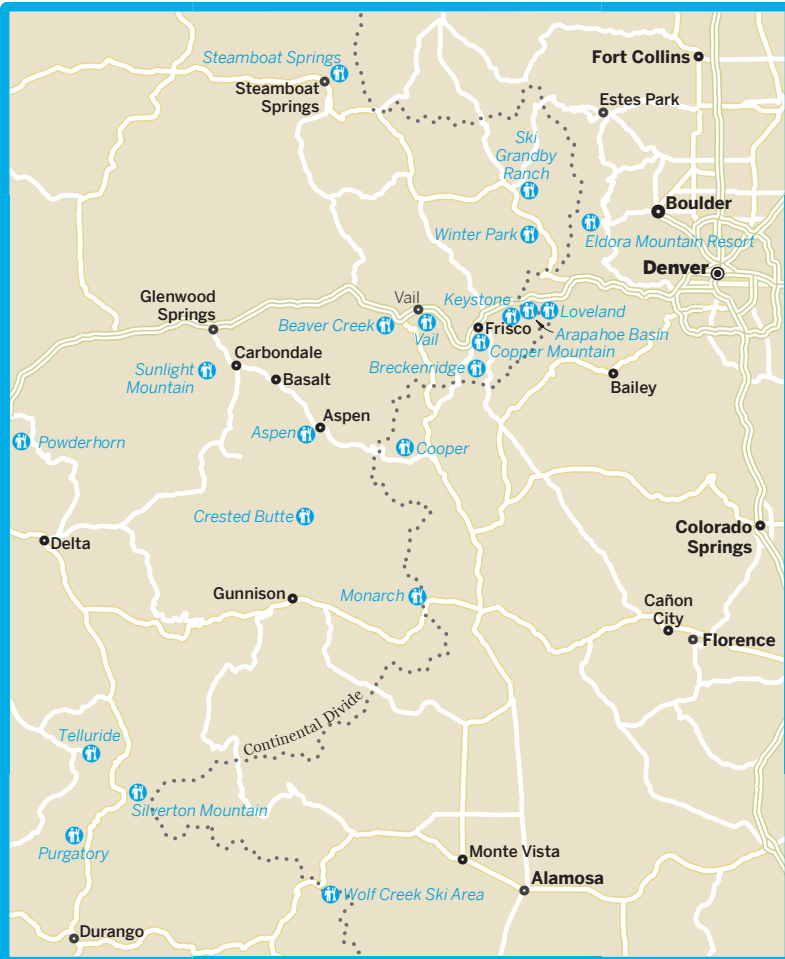 Steamboat Springs
Fort Collins
Steamboat
Springs
Estes Park
Ski
Grandby
Ranch
Boulder
Winter Park
Eldora Mountain Resort
Denver
Glenwood
Springs
Vail
Keystone
Loveland
Beaver Creek
Vail
Frisco
Arapahoe Basin
Copper Mountain
Carbondale
Sunlight
Mountain
Basalt
Breckenridge
Bailey
Aspen
Aspen
Powderhorn
Cooper
Crested Butte
Colorado
Springs
Delta
Gunnison
Monarch
Cañon
City
Florence
Continental Divide
Telluride
Silverton Mountain
Purgatory
Monte Vista
Alamosa
Wolf Creek Ski Area
Durango